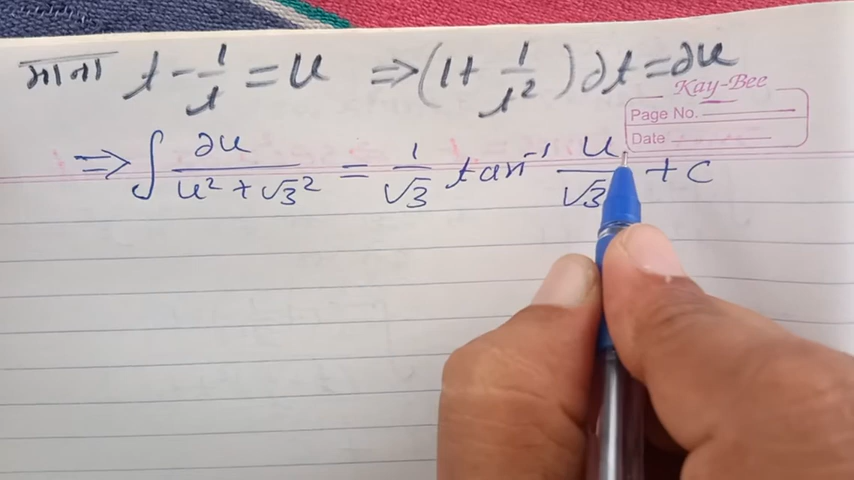 माना t - 1/t = u ⇒ (1 + 1/t²) ∂t = ∂u
Kay-Bee
Page No.
Date
⇒ ∫ ∂u / (u² + √3²) = 1/√3 tan⁻¹ u/√3 + c